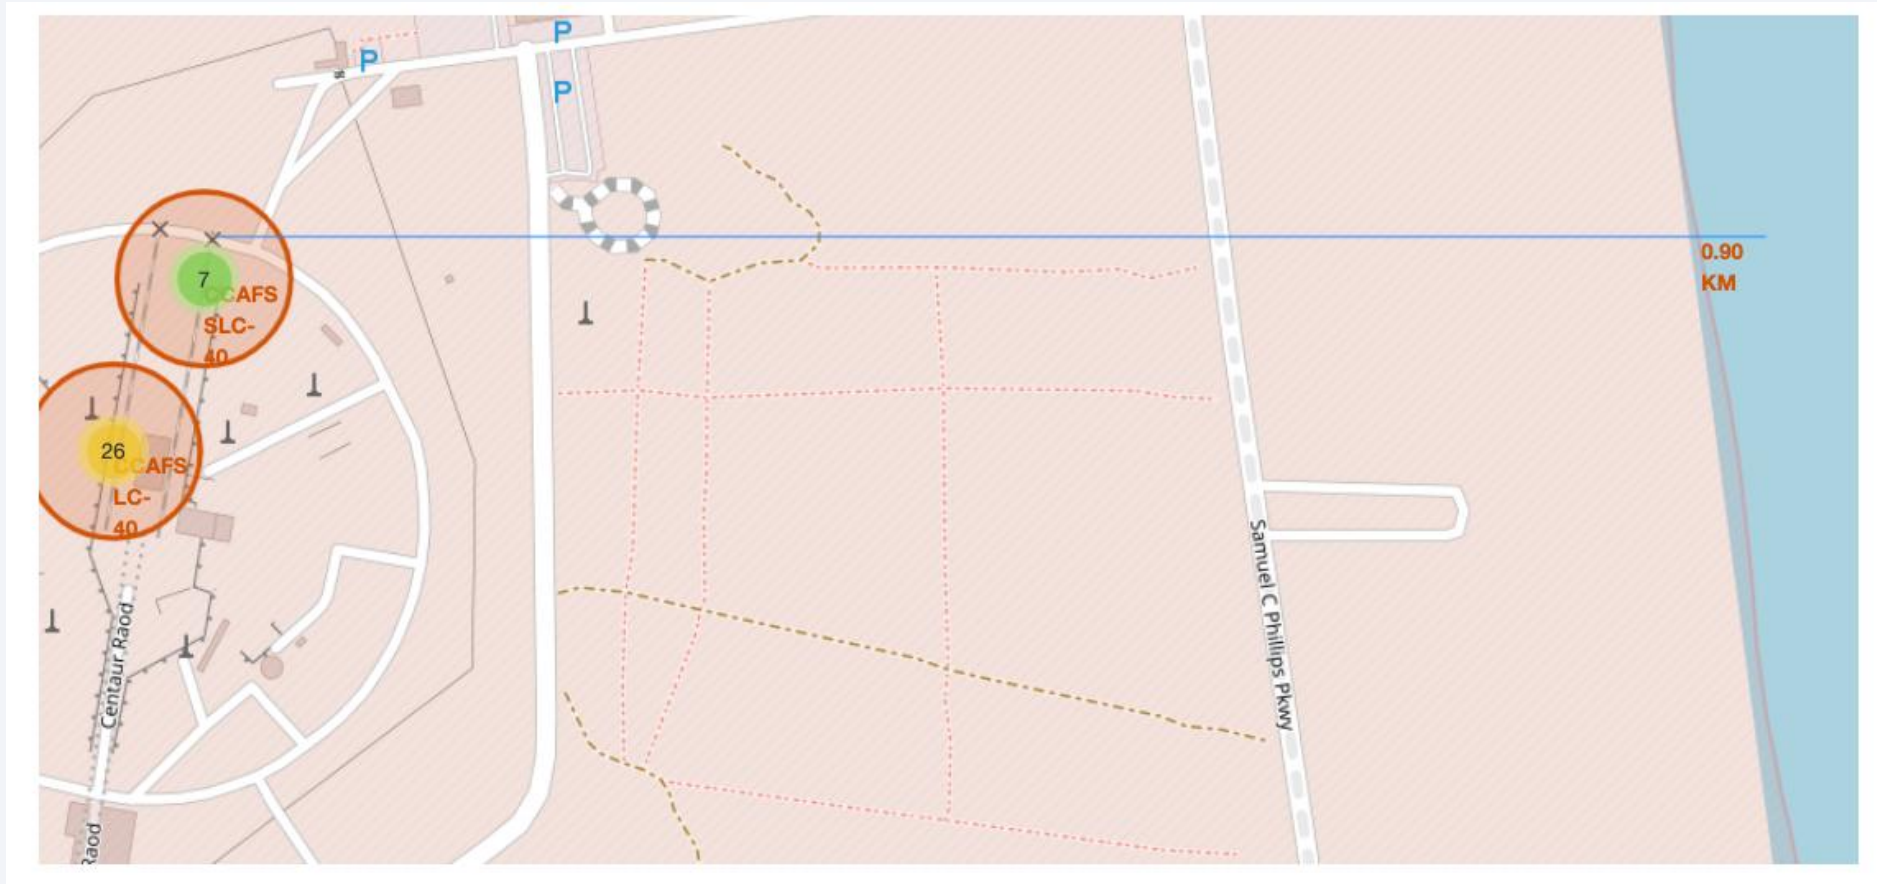 P
P
P
0.90
KM
7
CCAFS
SLC-
40
26
CCAFS
LC-
40
Samuel C Phillips Pkwy
Centaur Raod
Raod